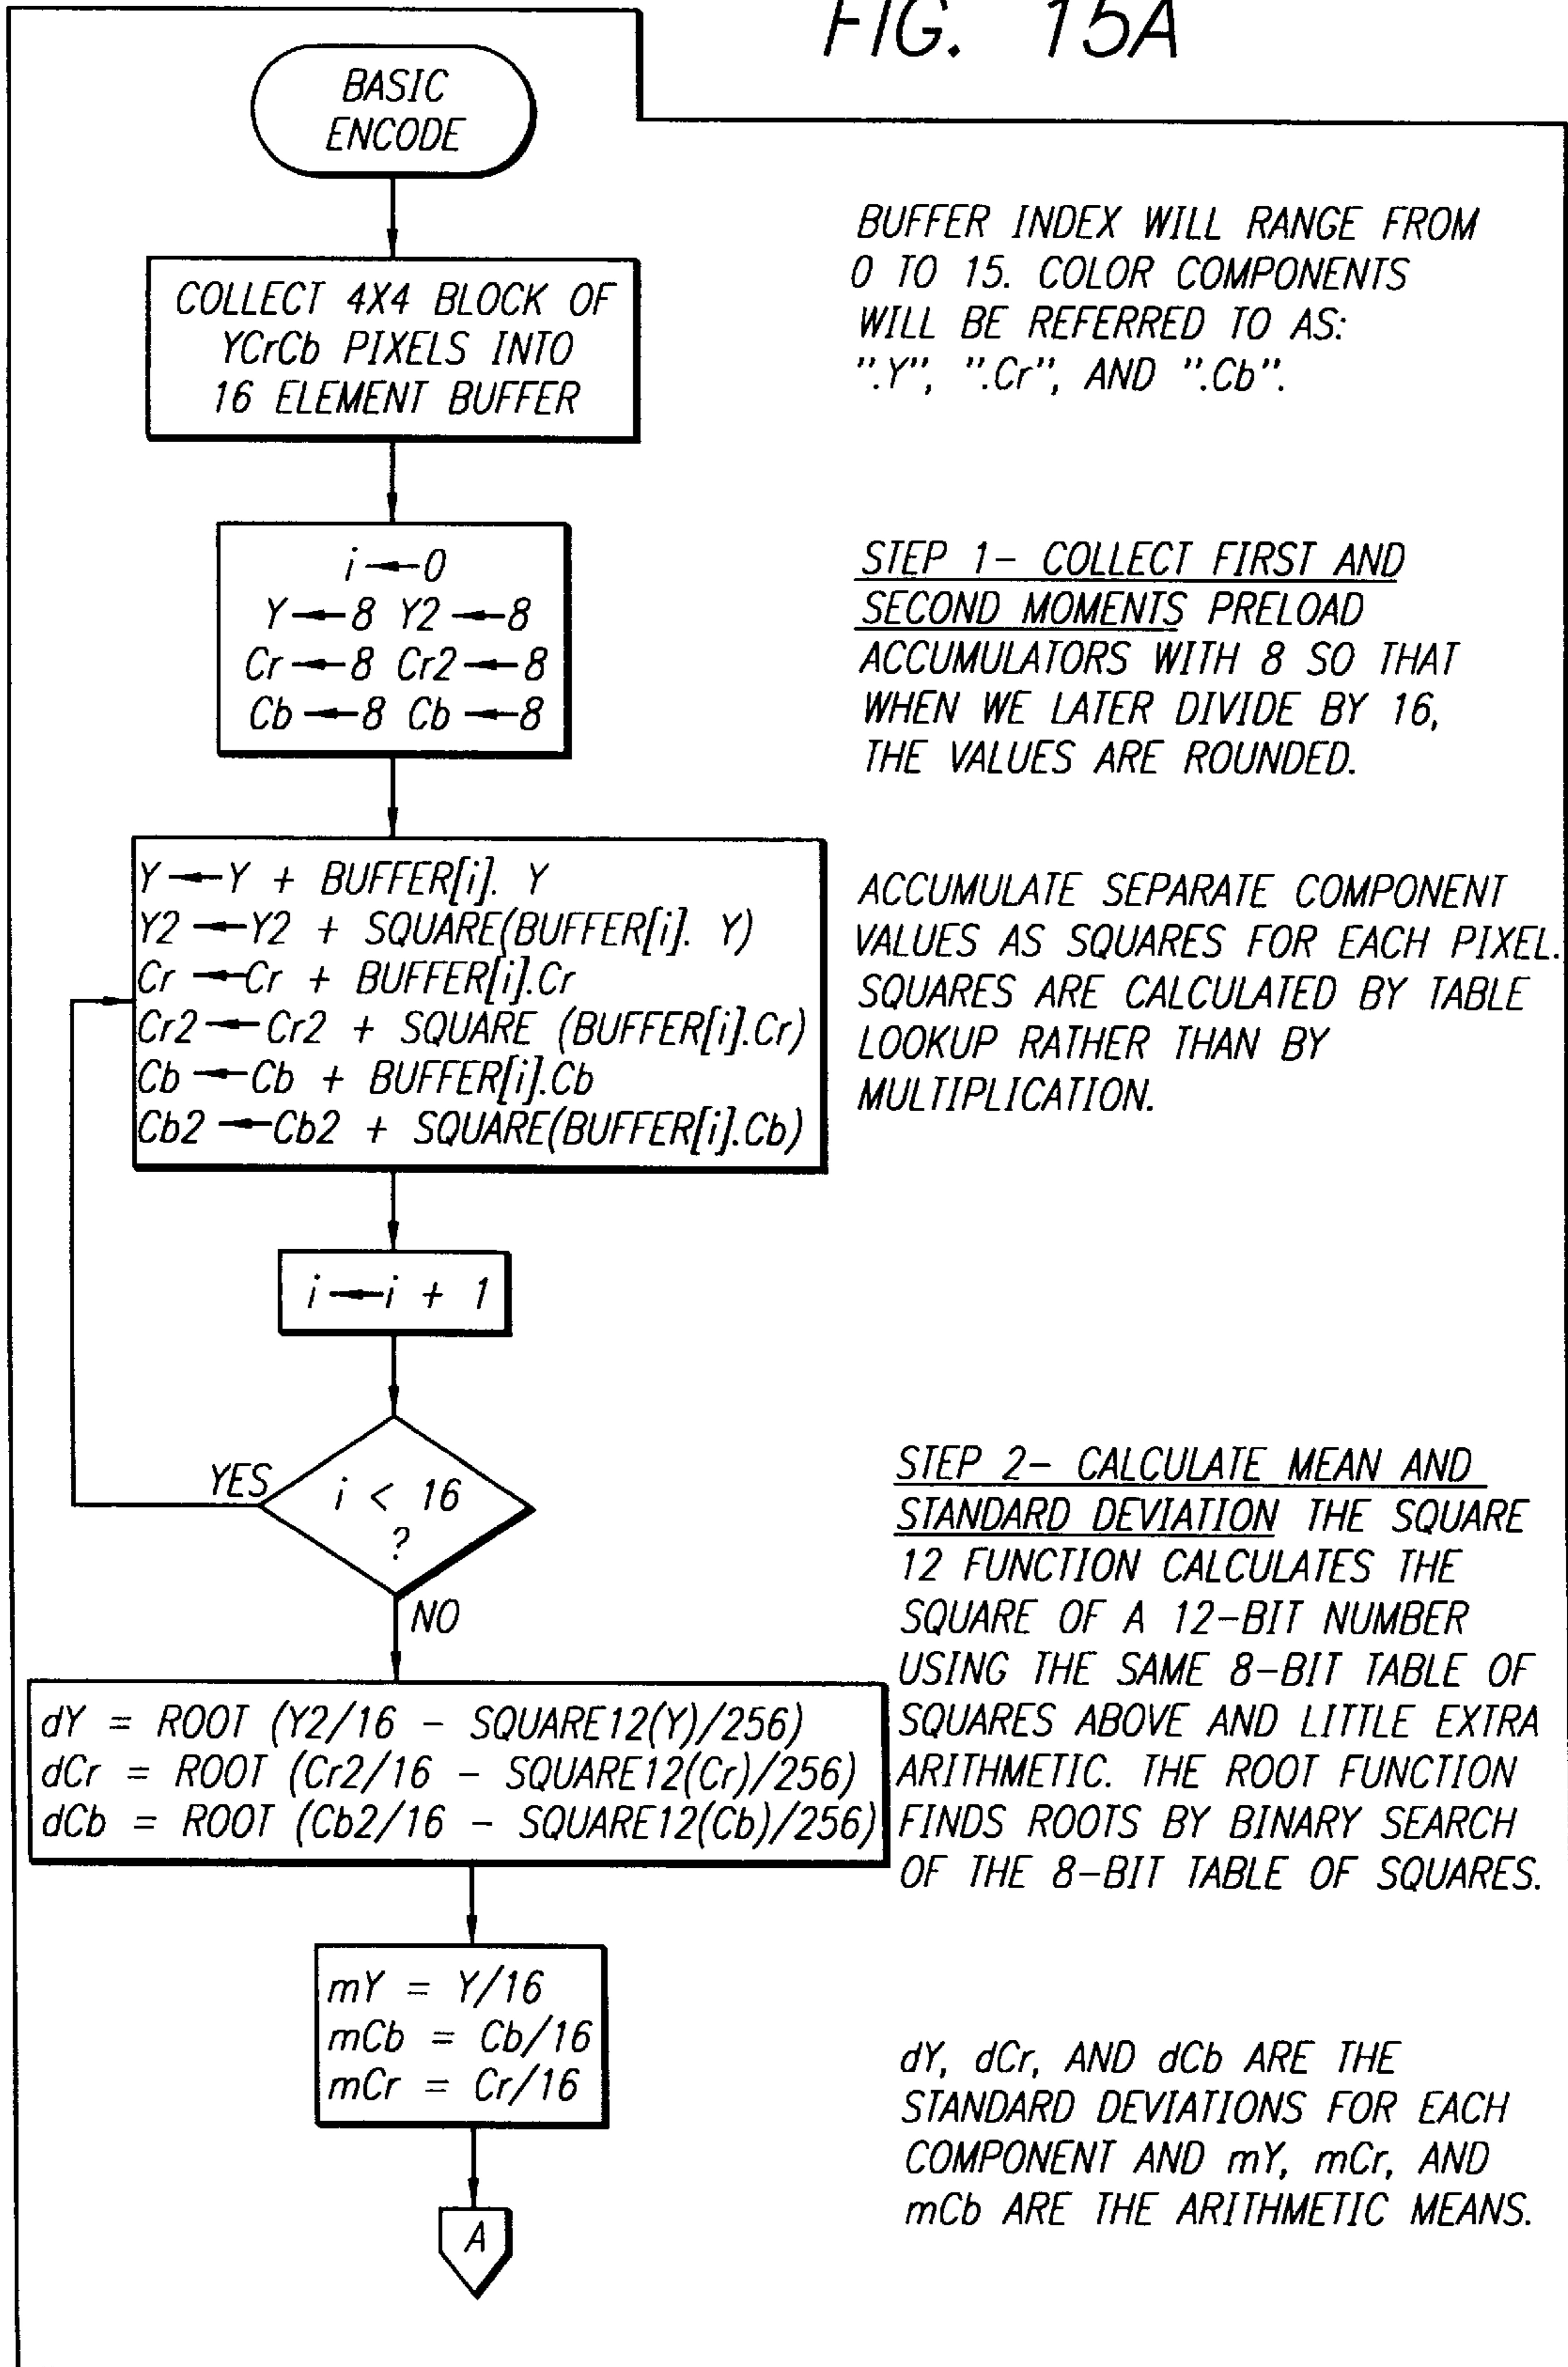 FIG. 15A
BASIC
ENCODE
COLLECT 4X4 BLOCK OF
YCrCb PIXELS INTO
16 ELEMENT BUFFER
BUFFER INDEX WILL RANGE FROM
0 TO 15. COLOR COMPONENTS
WILL BE REFERRED TO AS:
".Y", ".Cr", AND ".Cb".
i←0
Y←8 Y2←8
Cr←8 Cr2←8
Cb←8 Cb←8
STEP 1- COLLECT FIRST AND
SECOND MOMENTS PRELOAD
ACCUMULATORS WITH 8 SO THAT
WHEN WE LATER DIVIDE BY 16,
THE VALUES ARE ROUNDED.
Y←Y + BUFFER[i]. Y
Y2←Y2 + SQUARE(BUFFER[i]. Y)
Cr←Cr + BUFFER[i].Cr
Cr2←Cr2 + SQUARE (BUFFER[i].Cr)
Cb←Cb + BUFFER[i].Cb
Cb2←Cb2 + SQUARE(BUFFER[i].Cb)
ACCUMULATE SEPARATE COMPONENT
VALUES AS SQUARES FOR EACH PIXEL.
SQUARES ARE CALCULATED BY TABLE
LOOKUP RATHER THAN BY
MULTIPLICATION.
i←i + 1
YES
i < 16
?
NO
STEP 2- CALCULATE MEAN AND
STANDARD DEVIATION THE SQUARE
12 FUNCTION CALCULATES THE
SQUARE OF A 12-BIT NUMBER
USING THE SAME 8-BIT TABLE OF
SQUARES ABOVE AND LITTLE EXTRA
ARITHMETIC. THE ROOT FUNCTION
FINDS ROOTS BY BINARY SEARCH
OF THE 8-BIT TABLE OF SQUARES.
dY = ROOT (Y2/16 - SQUARE12(Y)/256)
dCr = ROOT (Cr2/16 - SQUARE12(Cr)/256)
dCb = ROOT (Cb2/16 - SQUARE12(Cb)/256)
mY = Y/16
mCb = Cb/16
mCr = Cr/16
dY, dCr, AND dCb ARE THE
STANDARD DEVIATIONS FOR EACH
COMPONENT AND mY, mCr, AND
mCb ARE THE ARITHMETIC MEANS.
A